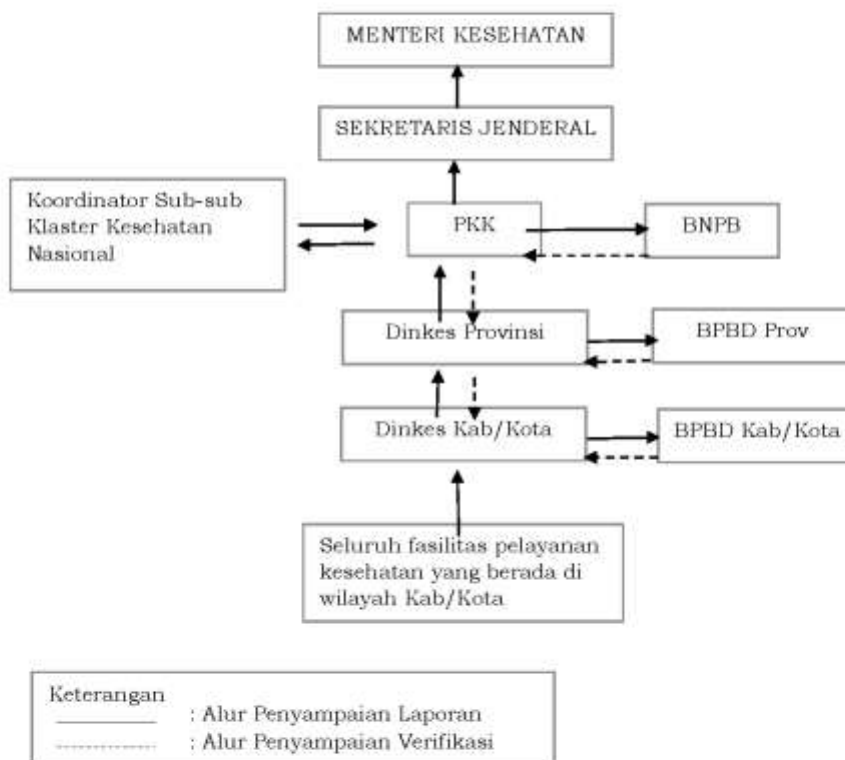 MENTERI KESEHATAN
SEKRETARIS JENDERAL
Koordinator Sub-sub
Klaster Kesehatan
Nasional
PKK
BNPB
Dinkes Provinsi
BPBD Prov
Dinkes Kab/Kota
BPBD Kab/Kota
Seluruh fasilitas pelayanan
kesehatan yang berada di
wilayah Kab/Kota
Keterangan
: Alur Penyampaian Laporan
: Alur Penyampaian Verifikasi